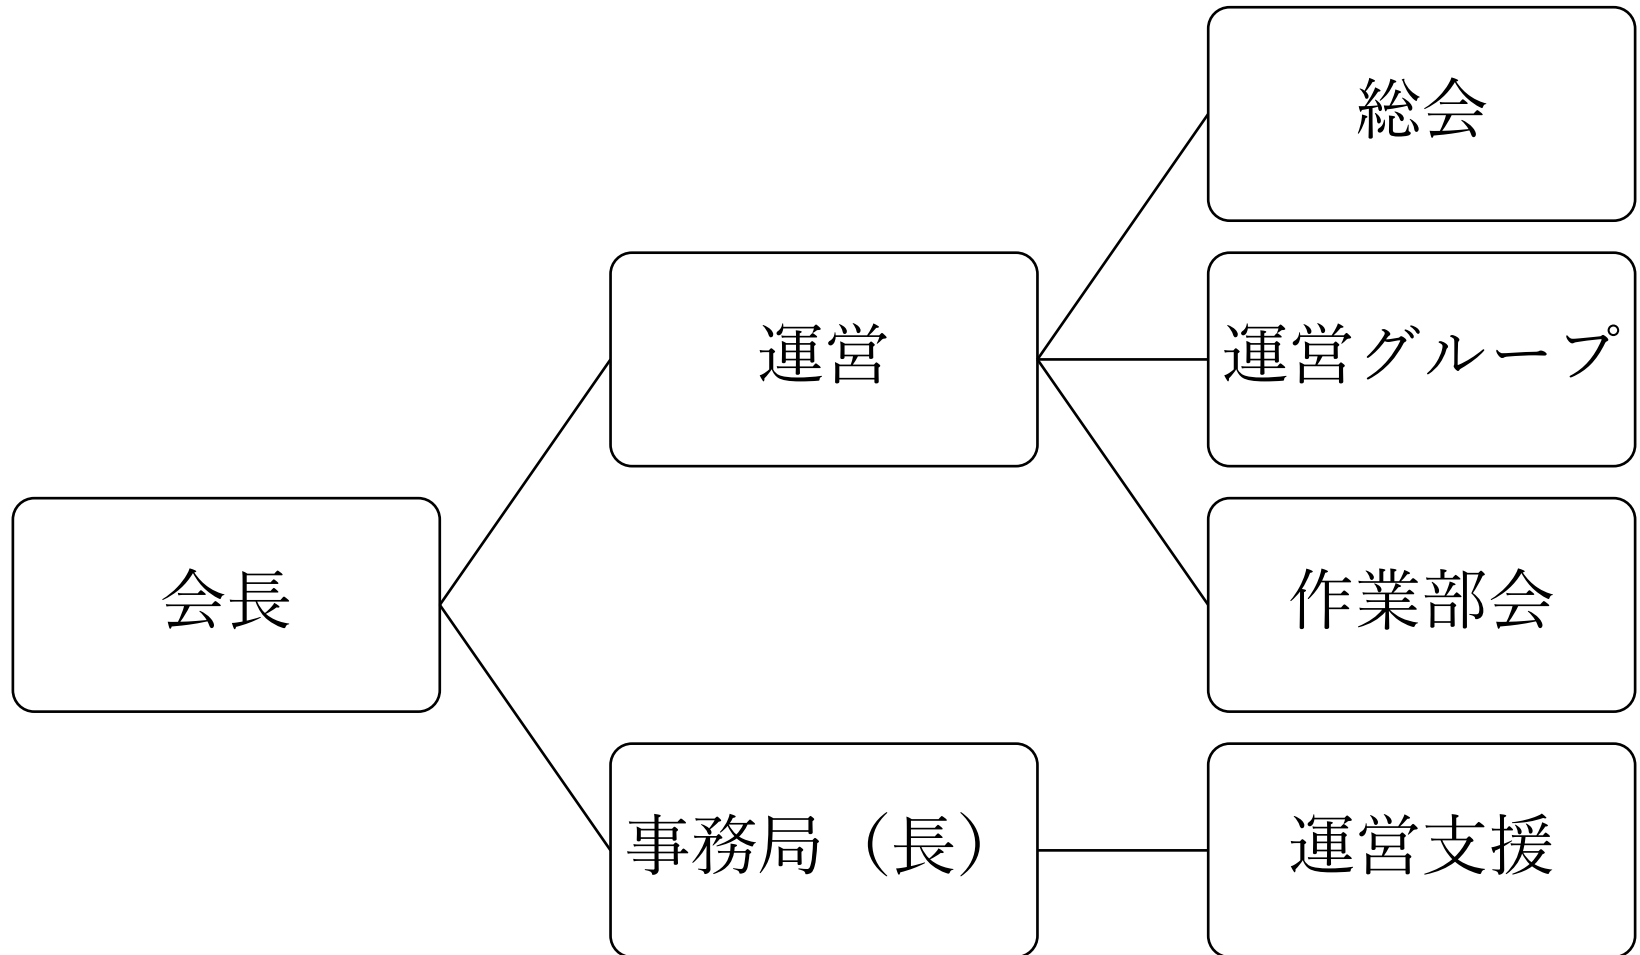 総会
運営
運営グループ
会長
作業部会
事務局（長）
運営支援